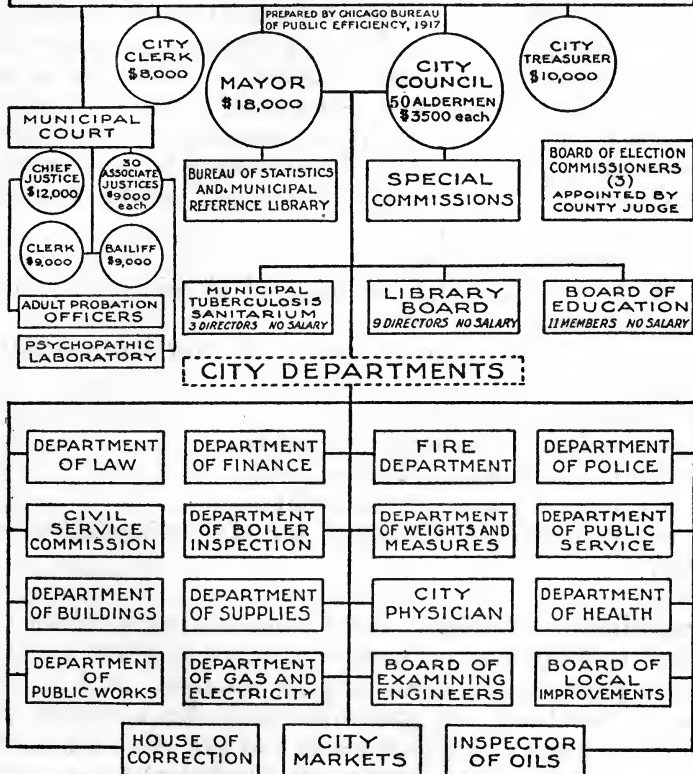 PREPARED BY CHICAGO BUREAU
OF PUBLIC EFFICIENCY, 1917
CITY
CLERK
$8,000
MAYOR
$18,000
CITY
COUNCIL
50 ALDERMEN
$3500 each
CITY
TREASURER
$10,000
MUNICIPAL
COURT
CHIEF
JUSTICE
$12,000
30
ASSOCIATE
JUSTICES
$9000
each
CLERK
$9,000
BAILIFF
$9,000
ADULT PROBATION
OFFICERS
PSYCHOPATHIC
LABORATORY
BUREAU OF STATISTICS
AND MUNICIPAL
REFERENCE LIBRARY
SPECIAL
COMMISSIONS
BOARD OF ELECTION
COMMISSIONERS
(3)
APPOINTED BY
COUNTY JUDGE
MUNICIPAL
TUBERCULOSIS
SANITARIUM
3 DIRECTORS NO SALARY
LIBRARY
BOARD
9 DIRECTORS NO SALARY
BOARD OF
EDUCATION
11 MEMBERS NO SALARY
CITY DEPARTMENTS
DEPARTMENT
OF LAW
DEPARTMENT
OF FINANCE
FIRE
DEPARTMENT
DEPARTMENT
OF POLICE
CIVIL
SERVICE
COMMISSION
DEPARTMENT
OF BOILER
INSPECTION
DEPARTMENT
OF WEIGHTS AND
MEASURES
DEPARTMENT
OF PUBLIC
SERVICE
DEPARTMENT
OF BUILDINGS
DEPARTMENT
OF SUPPLIES
CITY
PHYSICIAN
DEPARTMENT
OF HEALTH
DEPARTMENT
OF
PUBLIC WORKS
DEPARTMENT
OF GAS AND
ELECTRICITY
BOARD OF
EXAMINING
ENGINEERS
BOARD OF
LOCAL
IMPROVEMENTS
HOUSE OF
CORRECTION
CITY
MARKETS
INSPECTOR
OF OILS